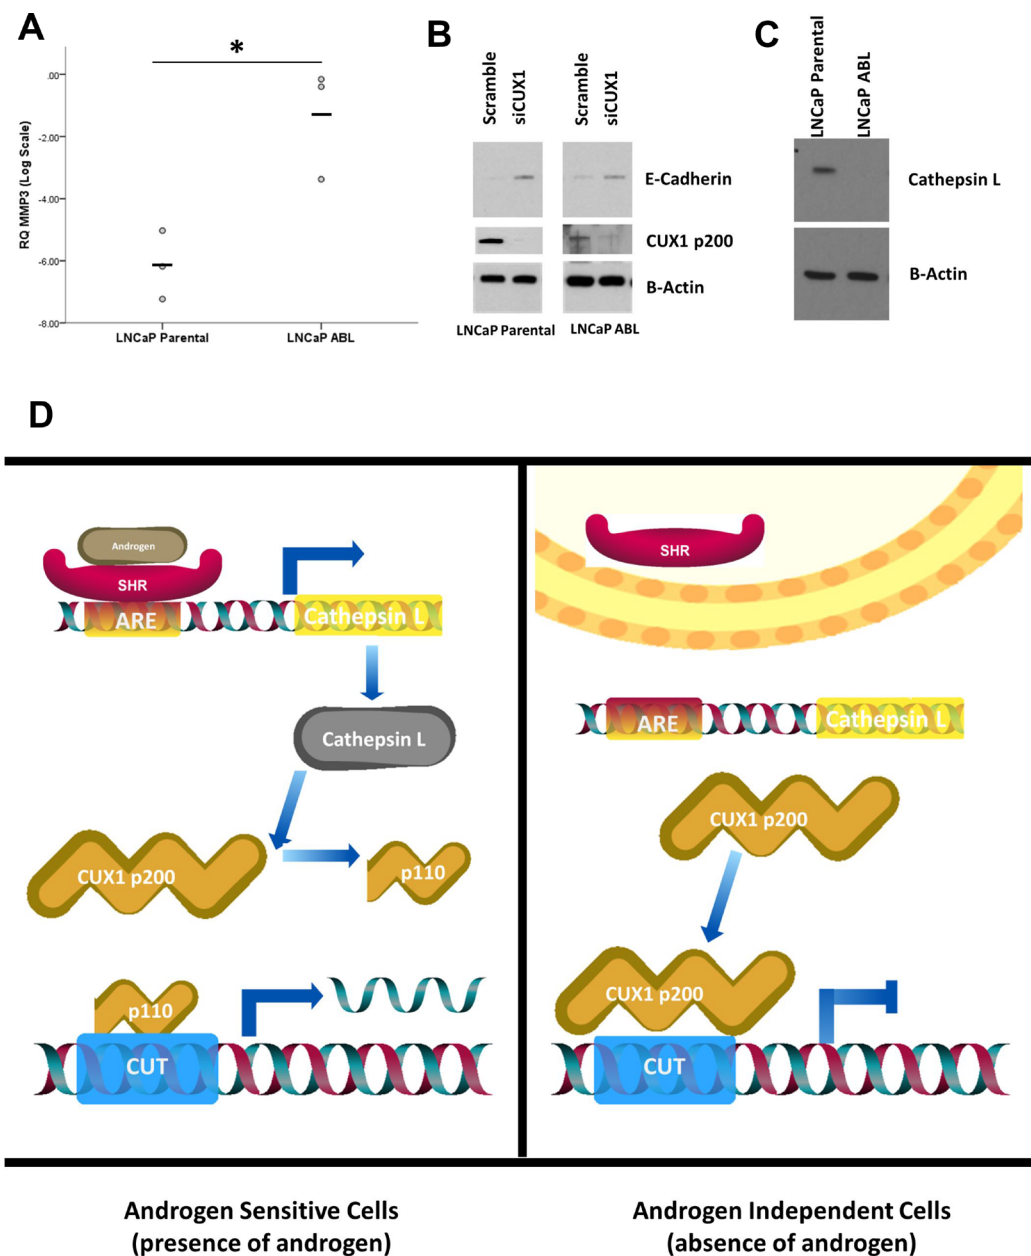 A
*
RQ MMP3 (Log Scale)
.00
-2.00
-4.00
-6.00
-8.00
LNCaP Parental
LNCaP ABL
B
Scramble
siCUX1
Scramble
siCUX1
E-Cadherin
CUX1 p200
B-Actin
LNCaP Parental
LNCaP ABL
C
LNCaP Parental
LNCaP ABL
Cathepsin L
B-Actin
D
Androgen
SHR
ARE
Cathepsin L
Cathepsin L
CUX1 p200
p110
p110
CUT
Androgen Sensitive Cells
(presence of androgen)
SHR
ARE
Cathepsin L
CUX1 p200
CUX1 p200
CUT
Androgen Independent Cells
(absence of androgen)